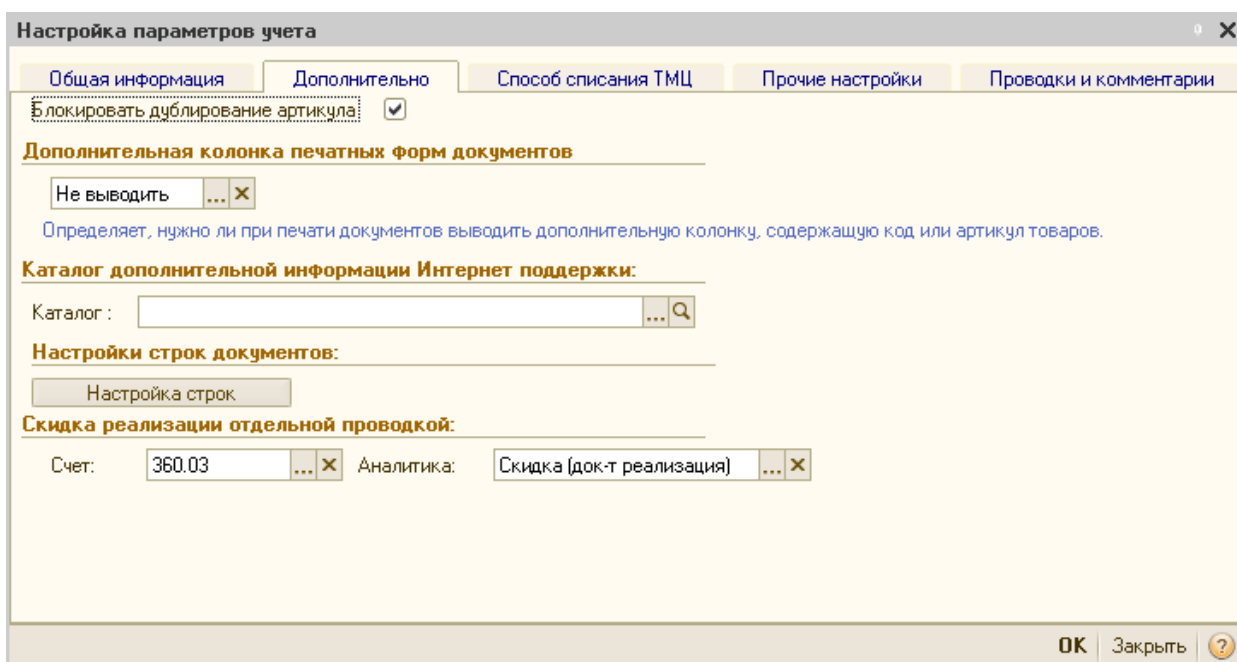 Настройка параметров учета
Общая информация Дополнительно Способ списания ТМЦ Прочие настройки Проводки и комментарии
Блокировать дублирование артикула
Дополнительная колонка печатных форм документов
Не выводить ...
Определяет, нужно ли при печати документов выводить дополнительную колонку, содержащую код или артикул товаров.
Каталог дополнительной информации Интернет поддержки:
Каталог : ...
Настройки строк документов:
Настройка строк
Скидка реализации отдельной проводкой:
Счет: 360.03 ... Аналитика: Скидка (док-т реализация) ...
OK Закрыть ?